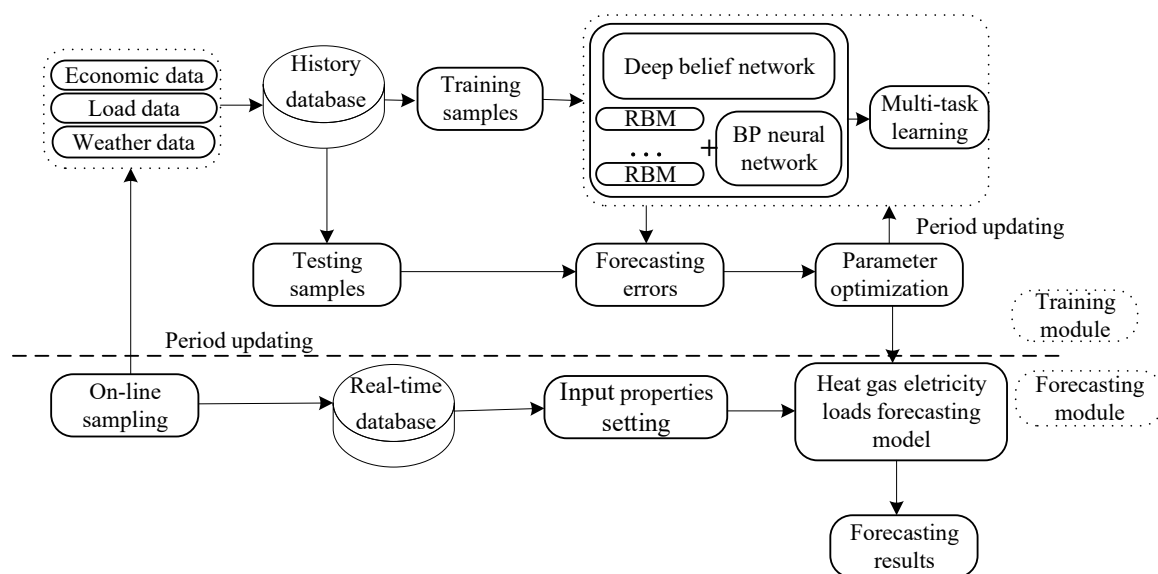 Economic data
Load data
Weather data
History
database
Training
samples
Deep belief network
RBM
...
RBM
+
BP neural
network
Multi-task
learning
Period updating
Testing
samples
Forecasting
errors
Parameter
optimization
Training
module
Period updating
On-line
sampling
Real-time
database
Input properties
setting
Heat gas eletricity
loads forecasting
model
Forecasting
module
Forecasting
results